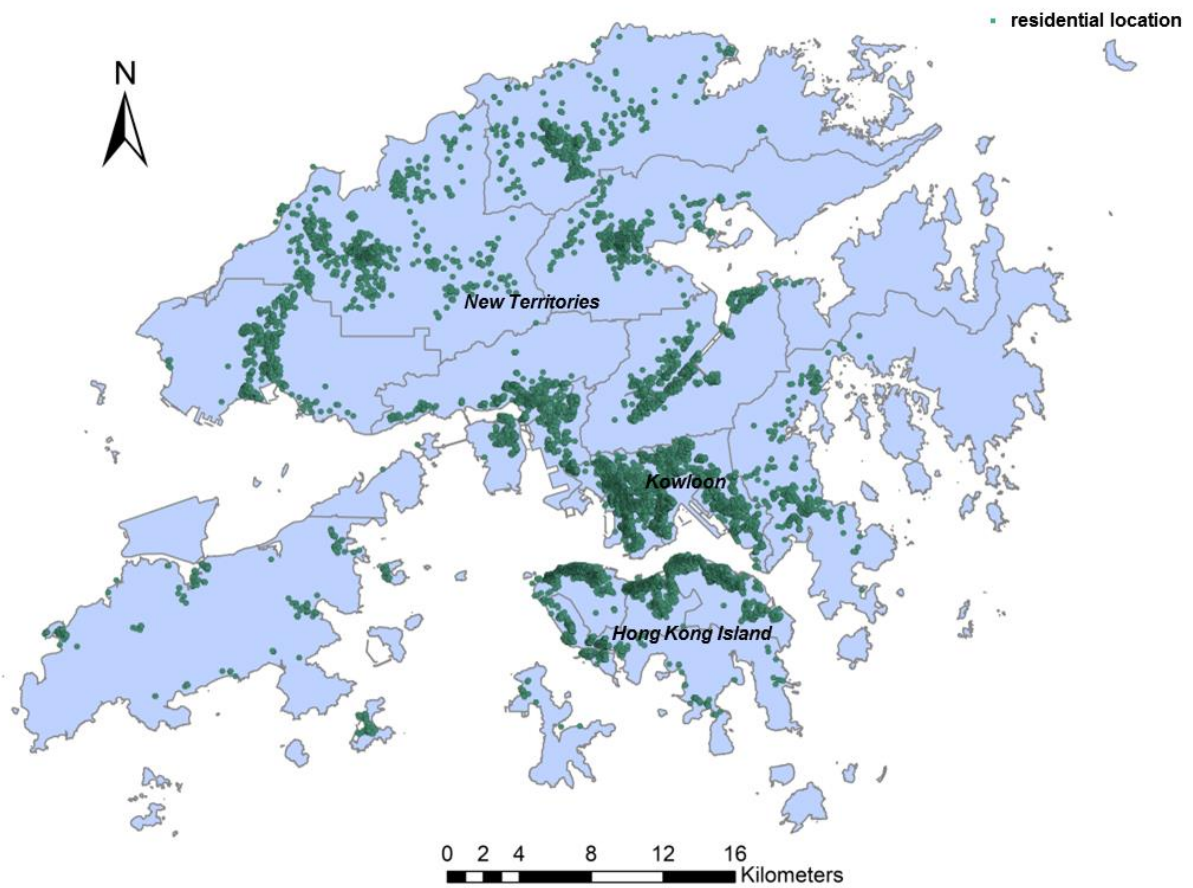 residential location
N
New Territories
Kowloon
Hong Kong Island
0 2 4 8 12 16
Kilometers